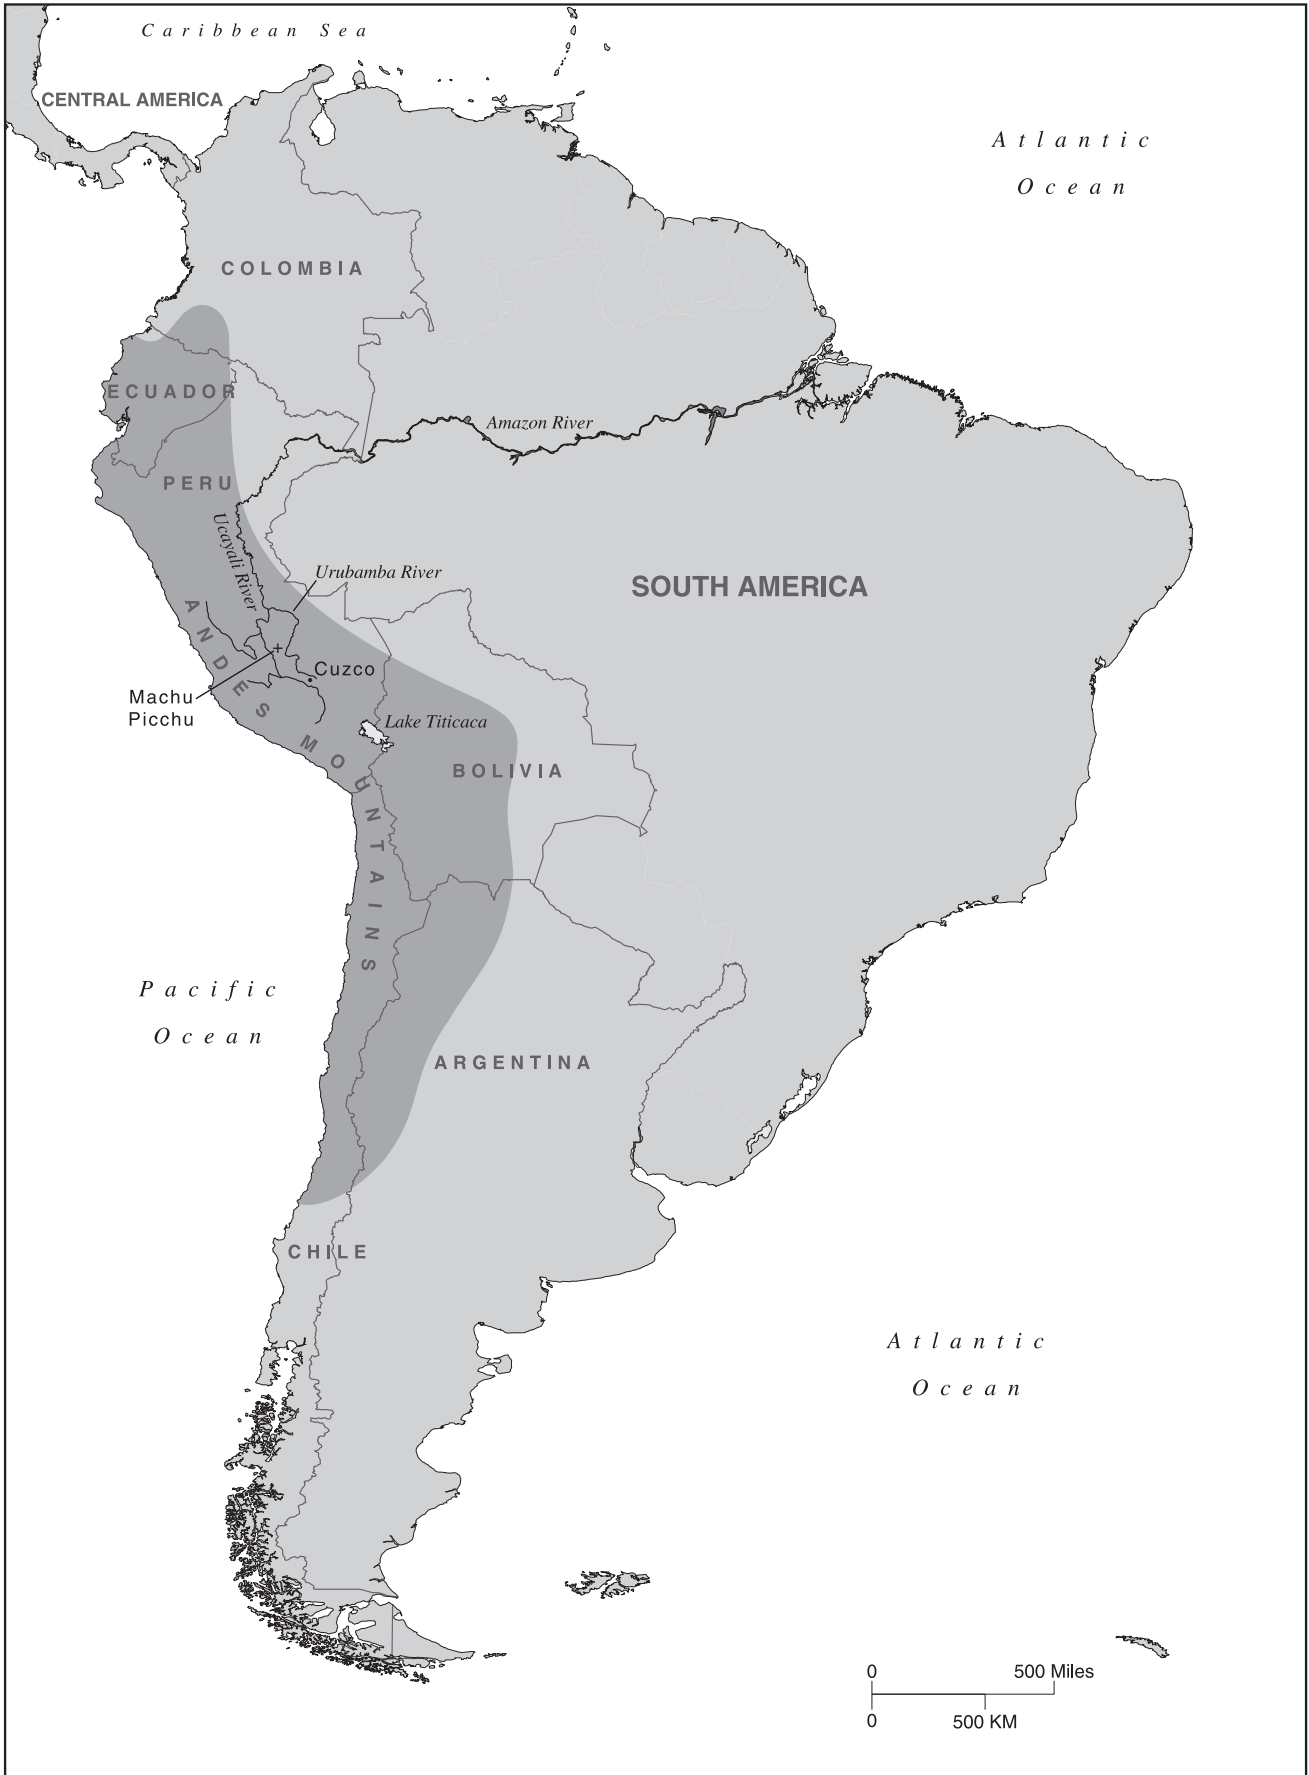 Caribbean Sea
CENTRAL AMERICA
Atlantic
Ocean
COLOMBIA
ECUADOR
Amazon River
PERU
Ucayali River
Urubamba River
SOUTH AMERICA
ANDES MOUNTAINS
Cuzco
Machu
Picchu
Lake Titicaca
BOLIVIA
Pacific
Ocean
ARGENTINA
CHILE
Atlantic
Ocean
0 500 Miles
0 500 KM